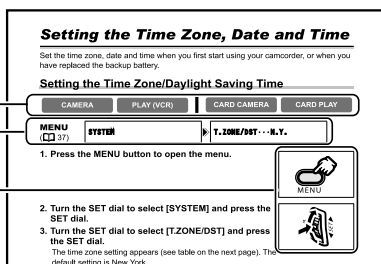 Setting the Time Zone, Date and Time
Set the time zone, date and time when you first start using your camcorder, or when you
have replaced the backup battery.
Setting the Time Zone/Daylight Saving Time
CAMERA PLAY (VCR) CARD CAMERA CARD PLAY
MENU
( 37)
SYSTEM T.ZONE/DST···N.Y.
1. Press the MENU button to open the menu.
MENU
2. Turn the SET dial to select [SYSTEM] and press the
SET dial.
SET
3. Turn the SET dial to select [T.ZONE/DST] and press
the SET dial.
The time zone setting appears (see table on the next page). The
default setting is New York.